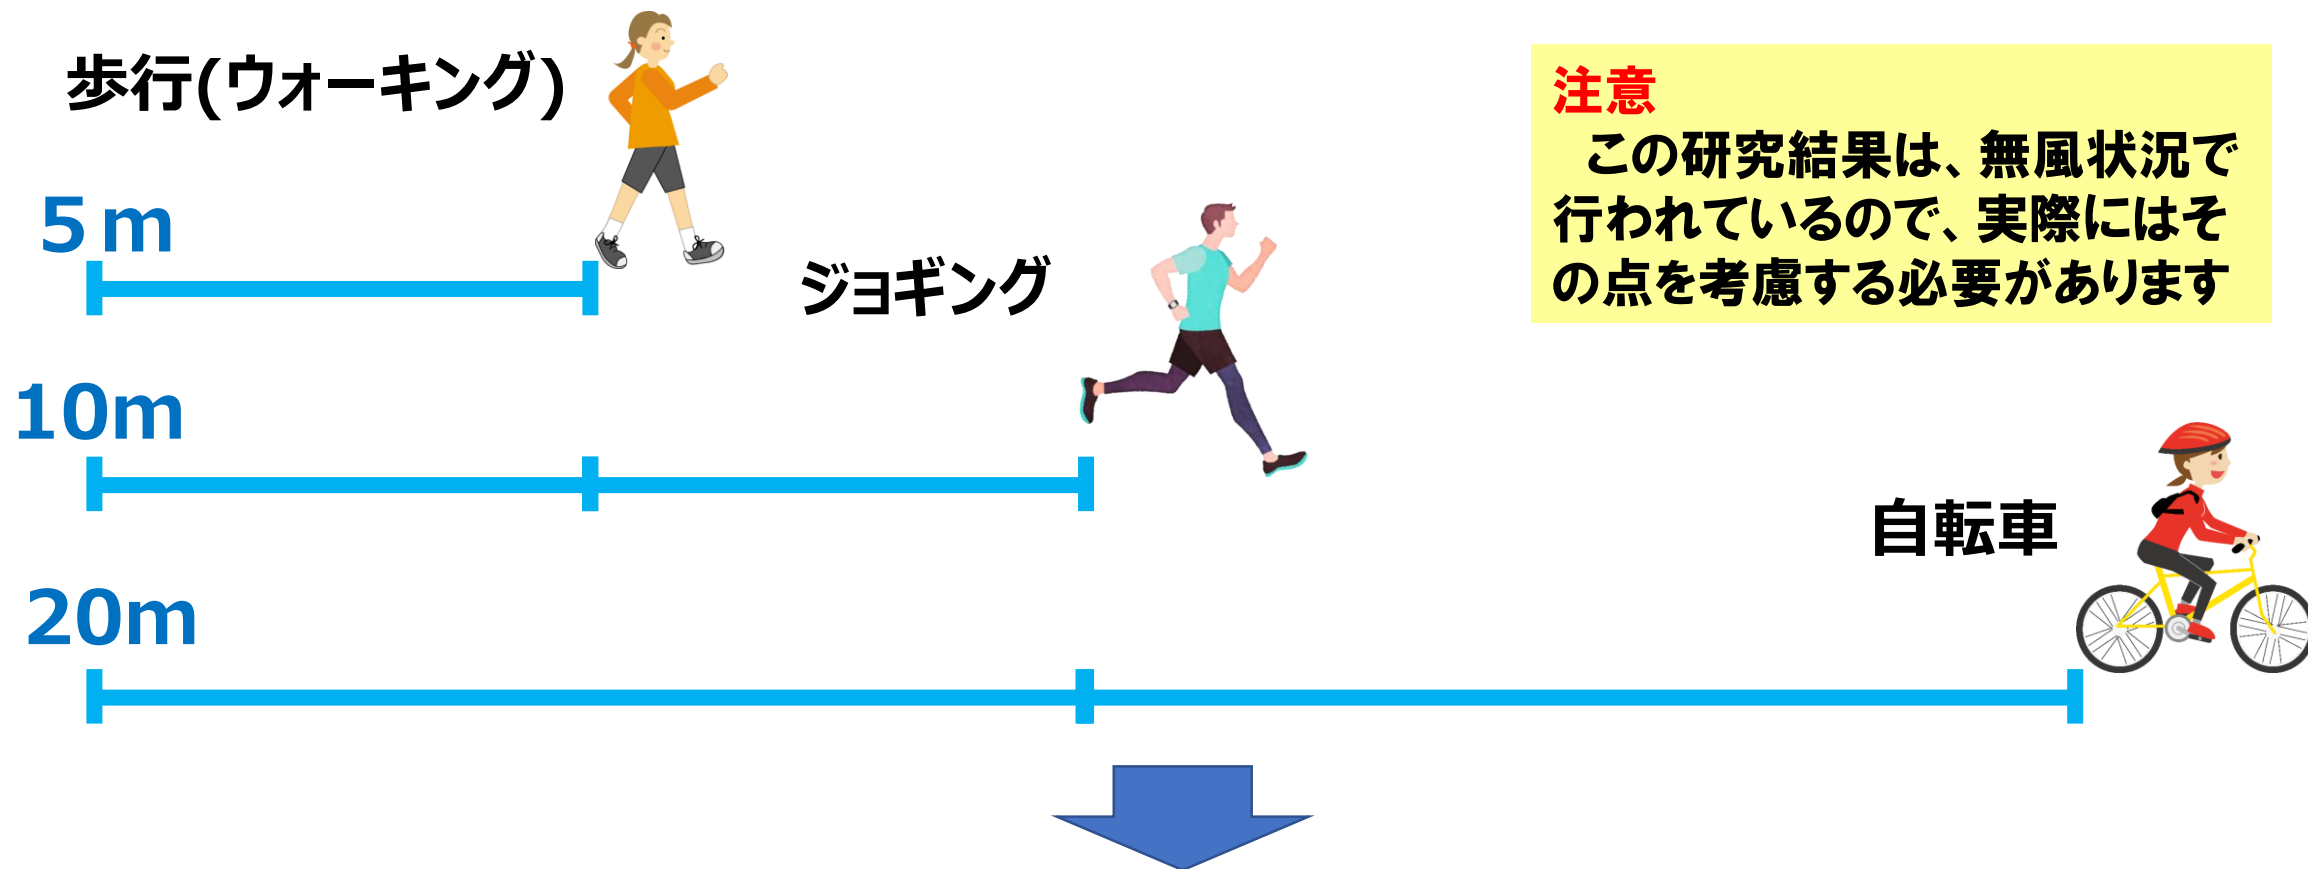 歩行(ウォーキング)
5m
ジョギング
10m
自転車
20m
注意
この研究結果は、無風状況で
行われているので、実際にはそ
の点を考慮する必要があります